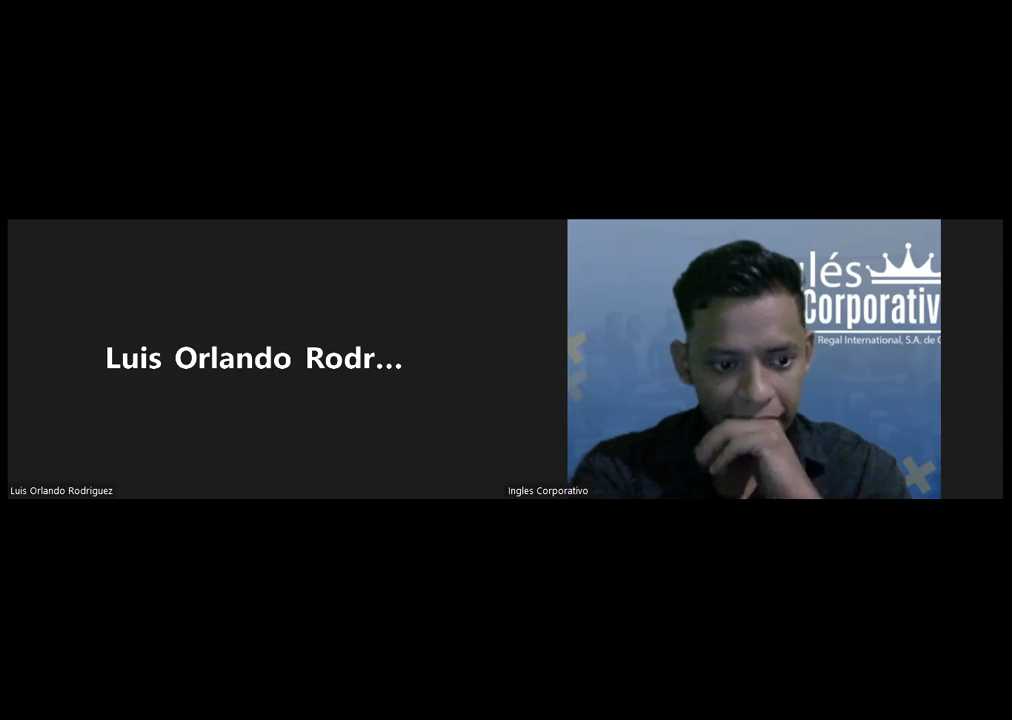 Luis Orlando Rodr...
lés
Corporativ
Regal International, S.A. de C
Luis Orlando Rodriguez
Ingles Corporativo